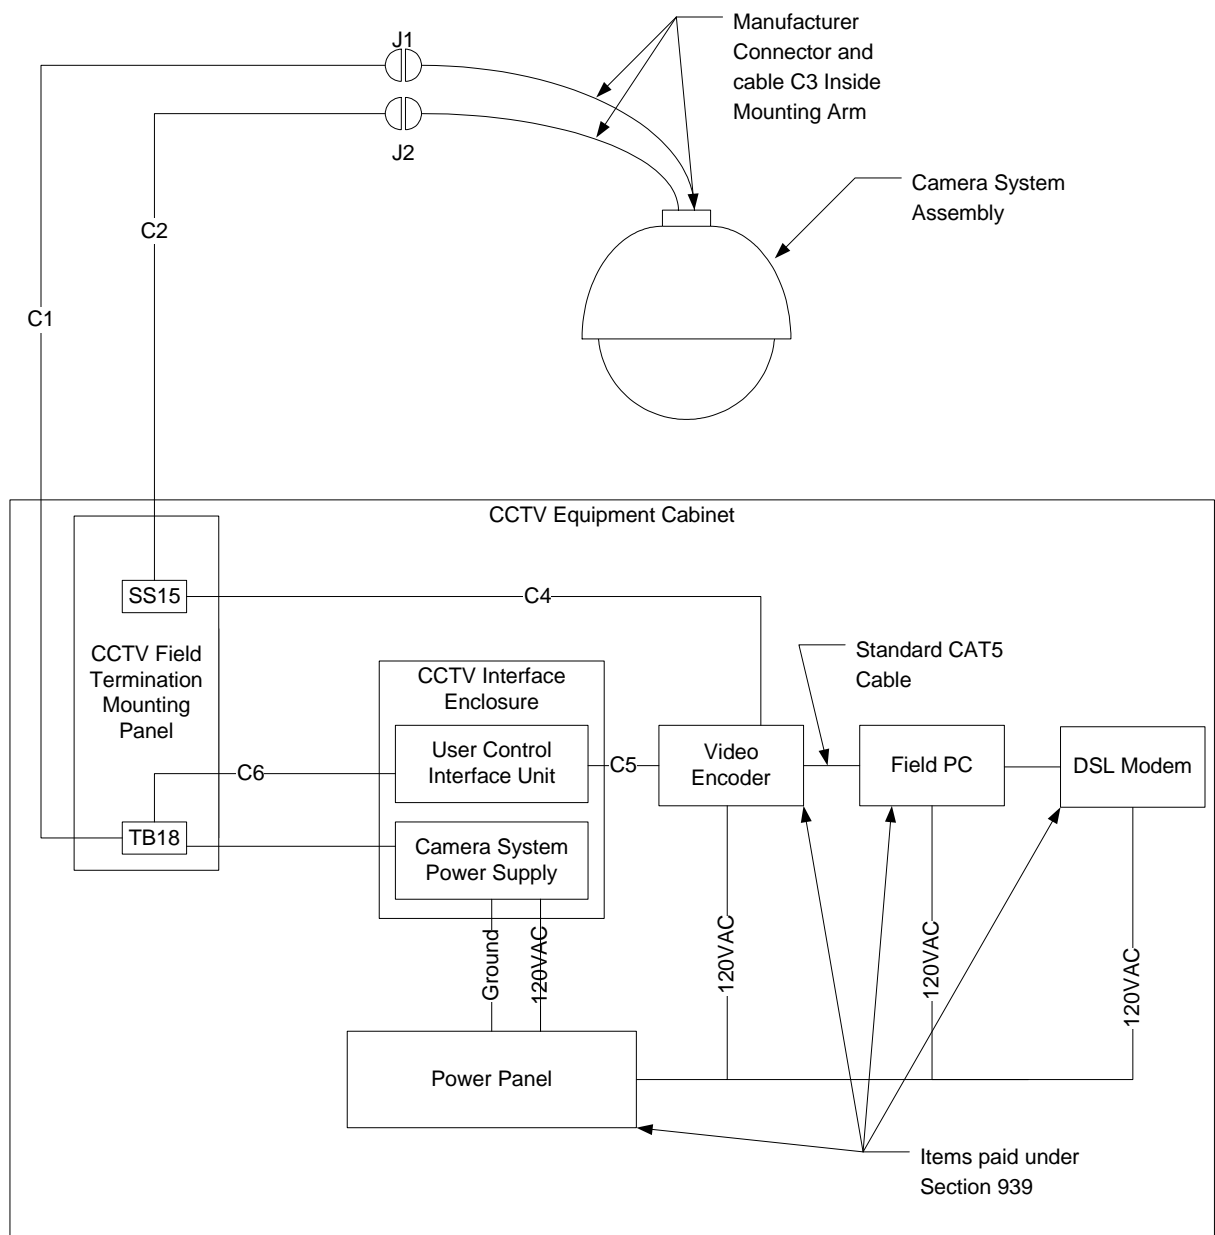 J1
Manufacturer
Connector and
cable C3 Inside
Mounting Arm
J2
Camera System
Assembly
C2
C1
CCTV Equipment Cabinet
SS15
C4
CCTV Field
Termination
Mounting
Panel
CCTV Interface
Enclosure
Standard CAT5
Cable
User Control
Interface Unit
C6
C5
Video
Encoder
Field PC
DSL Modem
TB18
Camera System
Power Supply
Ground
120VAC
120VAC
120VAC
120VAC
Power Panel
Items paid under
Section 939